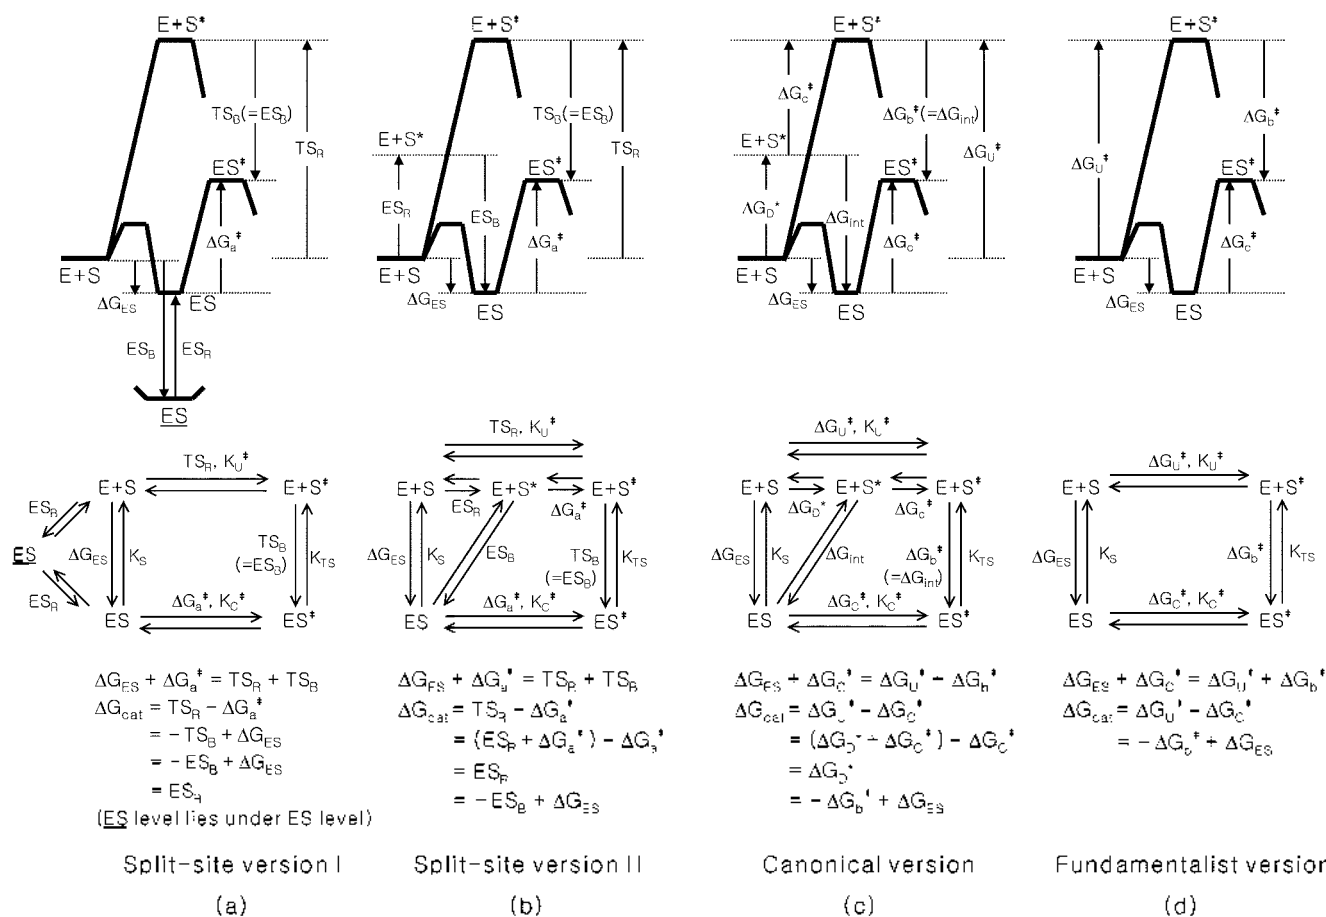 E+S‡
TS_B(=ES_B)
TS_R
ES‡
E+S
ΔG_a‡
ΔG_ES
ES
ES_B
ES_R
ES
E+S‡
TS_B(=ES_B)
E+S*
TS_R
ES‡
ES_R
ES_B
E+S
ΔG_a‡
ΔG_ES
ES
E+S‡
ΔG_C‡
ΔG_b‡(=ΔG_int)
E+S*
ΔG_U‡
ES‡
ΔG_D*
ΔG_int
E+S
ΔG_C‡
ΔG_ES
ES
E+S‡
ΔG_b‡
ΔG_U‡
ES‡
E+S
ΔG_C‡
ΔG_ES
ES
TS_R, K_U‡
E+S
E+S‡
ES_R
ES
ΔG_ES
K_S
TS_B
(=ES_B)
K_TS
ES_R
ΔG_a‡, K_C‡
ES
ES‡
TS_R, K_U‡
E+S
E+S*
E+S‡
ES_R
ΔG_a‡
ΔG_ES
K_S
ES_B
TS_B
(=ES_B)
K_TS
ΔG_a‡, K_C‡
ES
ES‡
ΔG_U‡, K_U‡
E+S
E+S*
E+S‡
ΔG_D*
ΔG_C‡
ΔG_ES
K_S
ΔG_int
ΔG_b‡
(=ΔG_int)
K_TS
ΔG_C‡, K_C‡
ES
ES‡
ΔG_U‡, K_U‡
E+S
E+S‡
ΔG_ES
K_S
ΔG_b‡
K_TS
ΔG_C‡, K_C‡
ES
ES‡
ΔG_ES + ΔG_a‡ = TS_R + TS_B
ΔG_cat = TS_R − ΔG_a‡
= −TS_B + ΔG_ES
= −ES_B + ΔG_ES
= ES_R
(ES level lies under ES level)
ΔG_ES + ΔG_a‡ = TS_R + TS_B
ΔG_cat = TS_R − ΔG_a‡
= (ES_R + ΔG_a‡) − ΔG_a‡
= ES_R
= −ES_B + ΔG_ES
ΔG_ES + ΔG_C‡ = ΔG_U‡ + ΔG_b‡
ΔG_cat = ΔG_U‡ − ΔG_C‡
= (ΔG_D* + ΔG_C‡) − ΔG_C‡
= ΔG_D*
= −ΔG_b‡ + ΔG_ES
ΔG_ES + ΔG_C‡ = ΔG_U‡ + ΔG_b‡
ΔG_cat = ΔG_U‡ − ΔG_C‡
= −ΔG_b‡ + ΔG_ES
Split-site version I
Split-site version II
Canonical version
Fundamentalist version
(a)
(b)
(c)
(d)